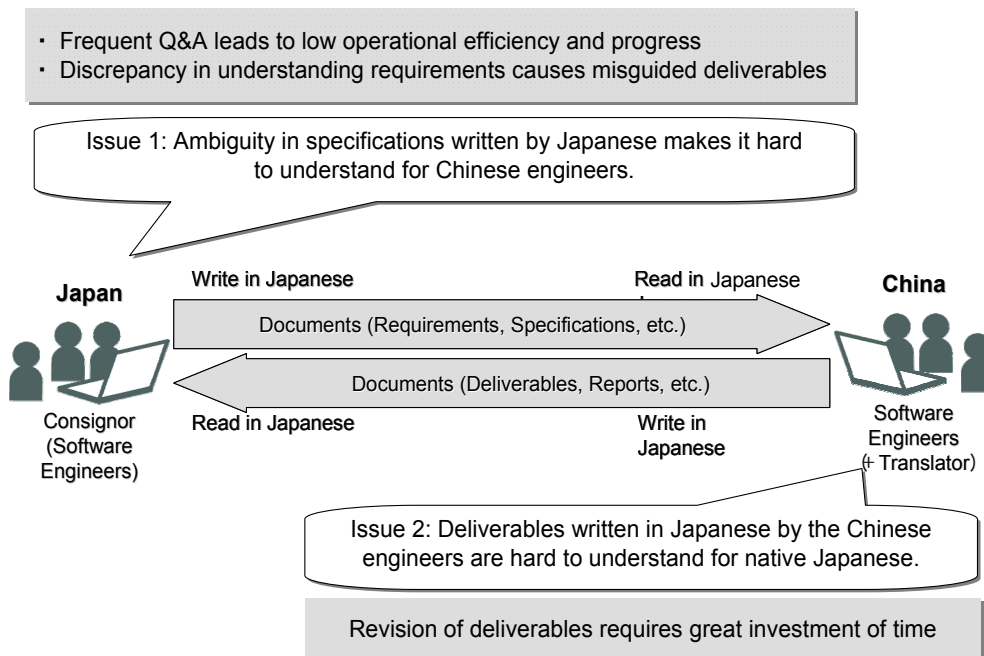 ・ Frequent Q&A leads to low operational efficiency and progress
・ Discrepancy in understanding requirements causes misguided deliverables
Issue 1: Ambiguity in specifications written by Japanese makes it hard
to understand for Chinese engineers.
Japan
Write in Japanese
Read in Japanese
China
Documents (Requirements, Specifications, etc.)
Documents (Deliverables, Reports, etc.)
Consignor
(Software
Engineers)
Read in Japanese
Write in
Japanese
Software
Engineers
(+ Translator)
Issue 2: Deliverables written in Japanese by the Chinese
engineers are hard to understand for native Japanese.
Revision of deliverables requires great investment of time